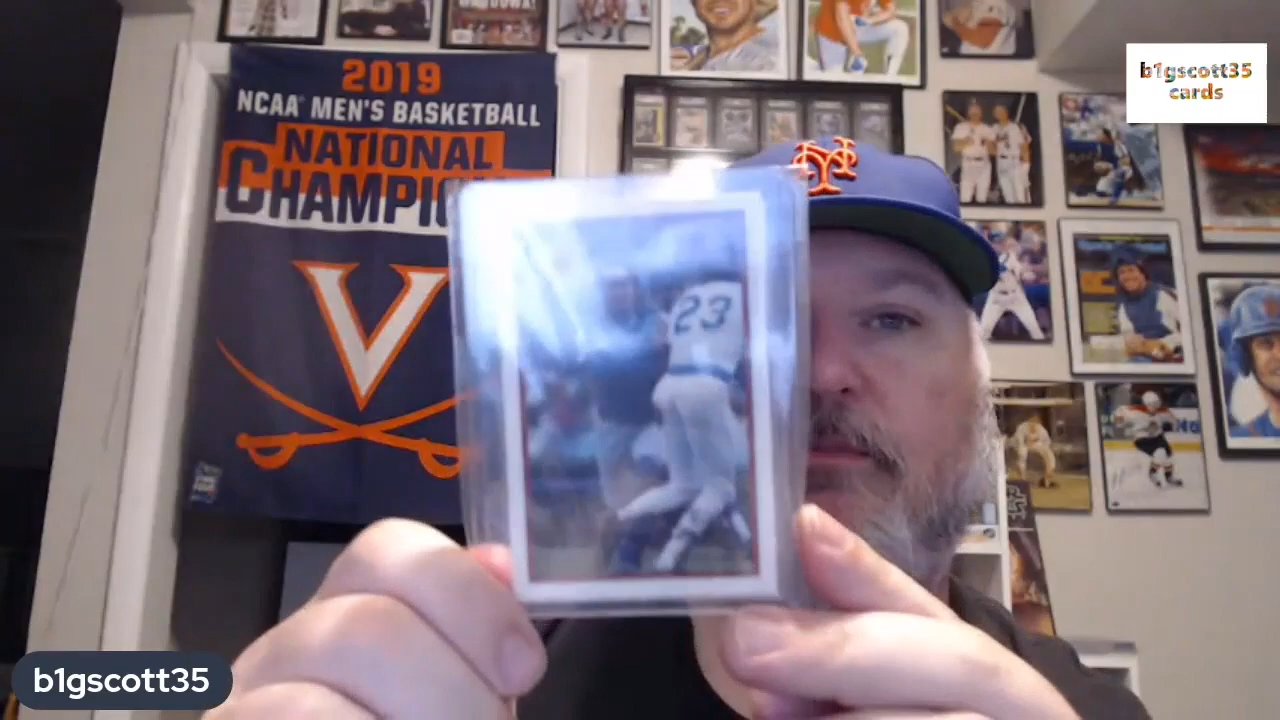 2019
NCAA MEN'S BASKETBALL
NATIONAL
CHAMPIO
V
b1gscott35
cards
NY
23
b1gscott35